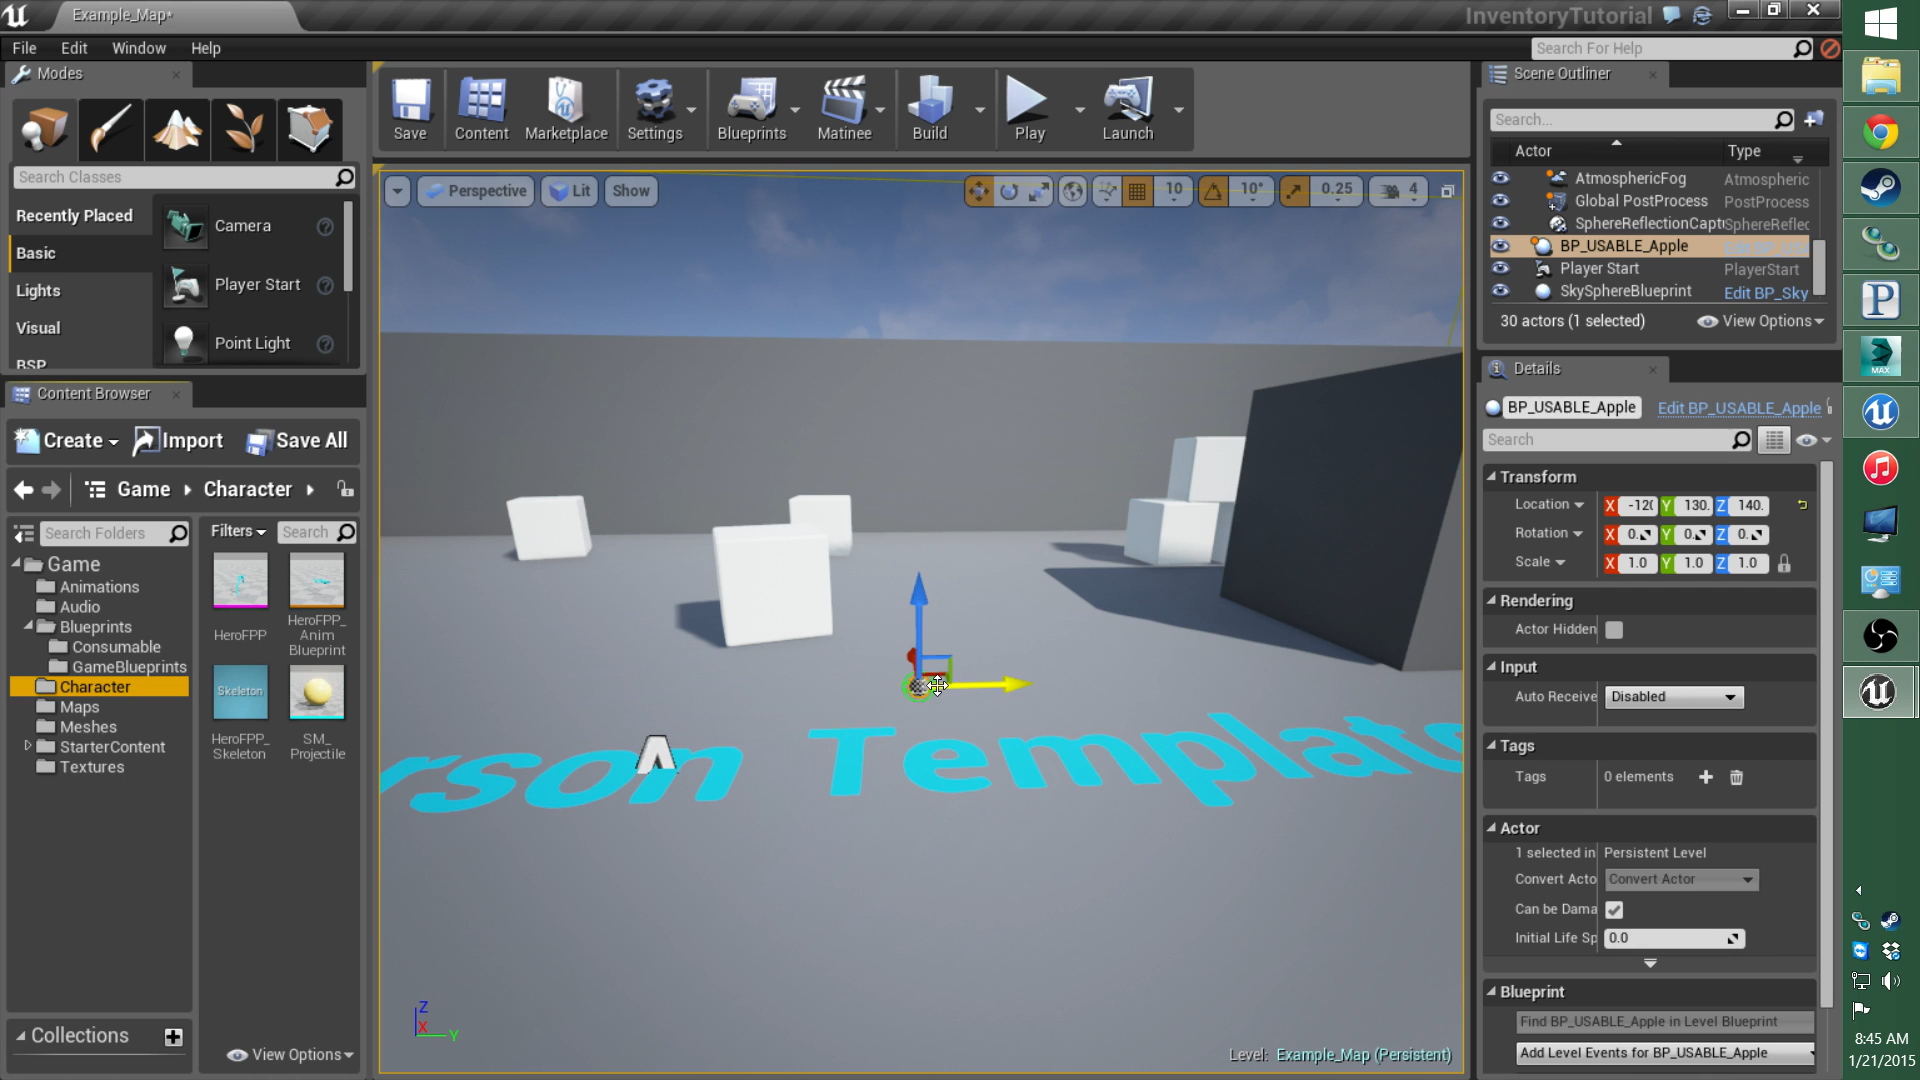 Example_Map*
InventoryTutorial
File Edit Window Help
Search For Help
Modes
Search Classes
Recently Placed
Basic
Lights
Visual
BSP
Camera
Player Start
Point Light
Save
Content
Marketplace
Settings
Blueprints
Matinee
Build
Play
Launch
Perspective
Lit
Show
10
10°
0.25
4
rson Template
Level: Example_Map (Persistent)
Z
X
Y
Content Browser
Create
Import
Save All
Game
Character
Search Folders
Filters
Search
Game
Animations
Audio
Blueprints
Consumable
GameBlueprints
Character
Maps
Meshes
StarterContent
Textures
HeroFPP
HeroFPP_
Anim
Blueprint
Skeleton
HeroFPP_
Skeleton
SM_
Projectile
Collections
View Options
Scene Outliner
Search...
Actor Type
AtmosphericFog Atmospheric
Global PostProcess PostProcess
SphereReflectionCaptu SphereReflec
BP_USABLE_Apple
Player Start PlayerStart
SkySphereBlueprint Edit BP_Sky
30 actors (1 selected)
View Options
Details
BP_USABLE_Apple
Edit BP_USABLE_Apple
Search
Transform
Location X -120 Y 130. Z 140.
Rotation X 0. Y 0. Z 0.
Scale X 1.0 Y 1.0 Z 1.0
Rendering
Actor Hidden
Input
Auto Receive Disabled
Tags
Tags 0 elements
Actor
1 selected in Persistent Level
Convert Acto Convert Actor
Can be Dama
Initial Life Sp 0.0
Blueprint
Find BP_USABLE_Apple in Level Blueprint
Add Level Events for BP_USABLE_Apple
P
MAX
8:45 AM
1/21/2015